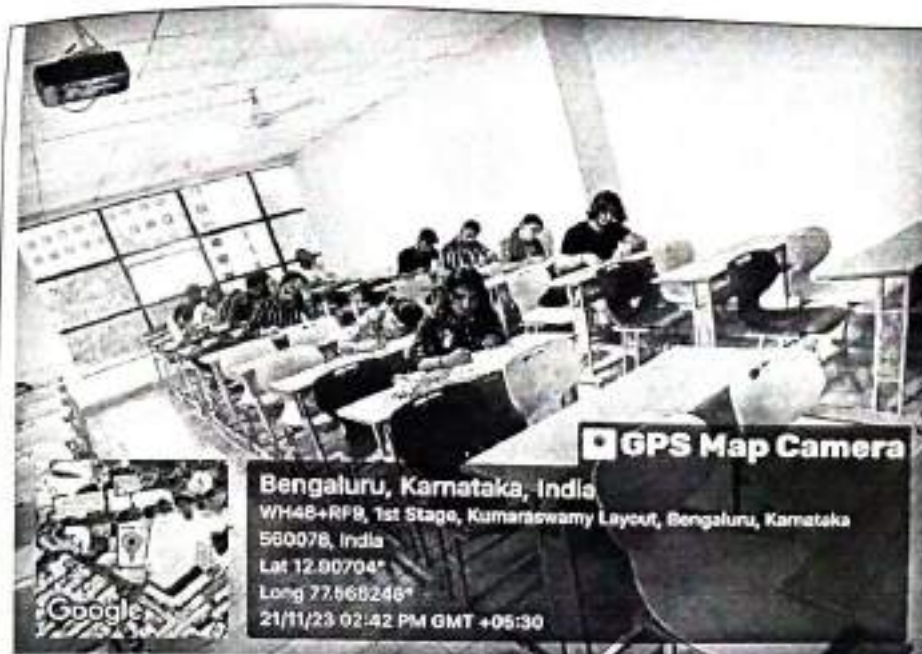 GPS Map Camera
Bengaluru, Karnataka, India
WH48+RF9, 1st Stage, Kumaraswamy Layout, Bengaluru, Karnataka
560078, India
Lat 12.90704°
Long 77.566246°
21/11/23 02:42 PM GMT +05:30
Google